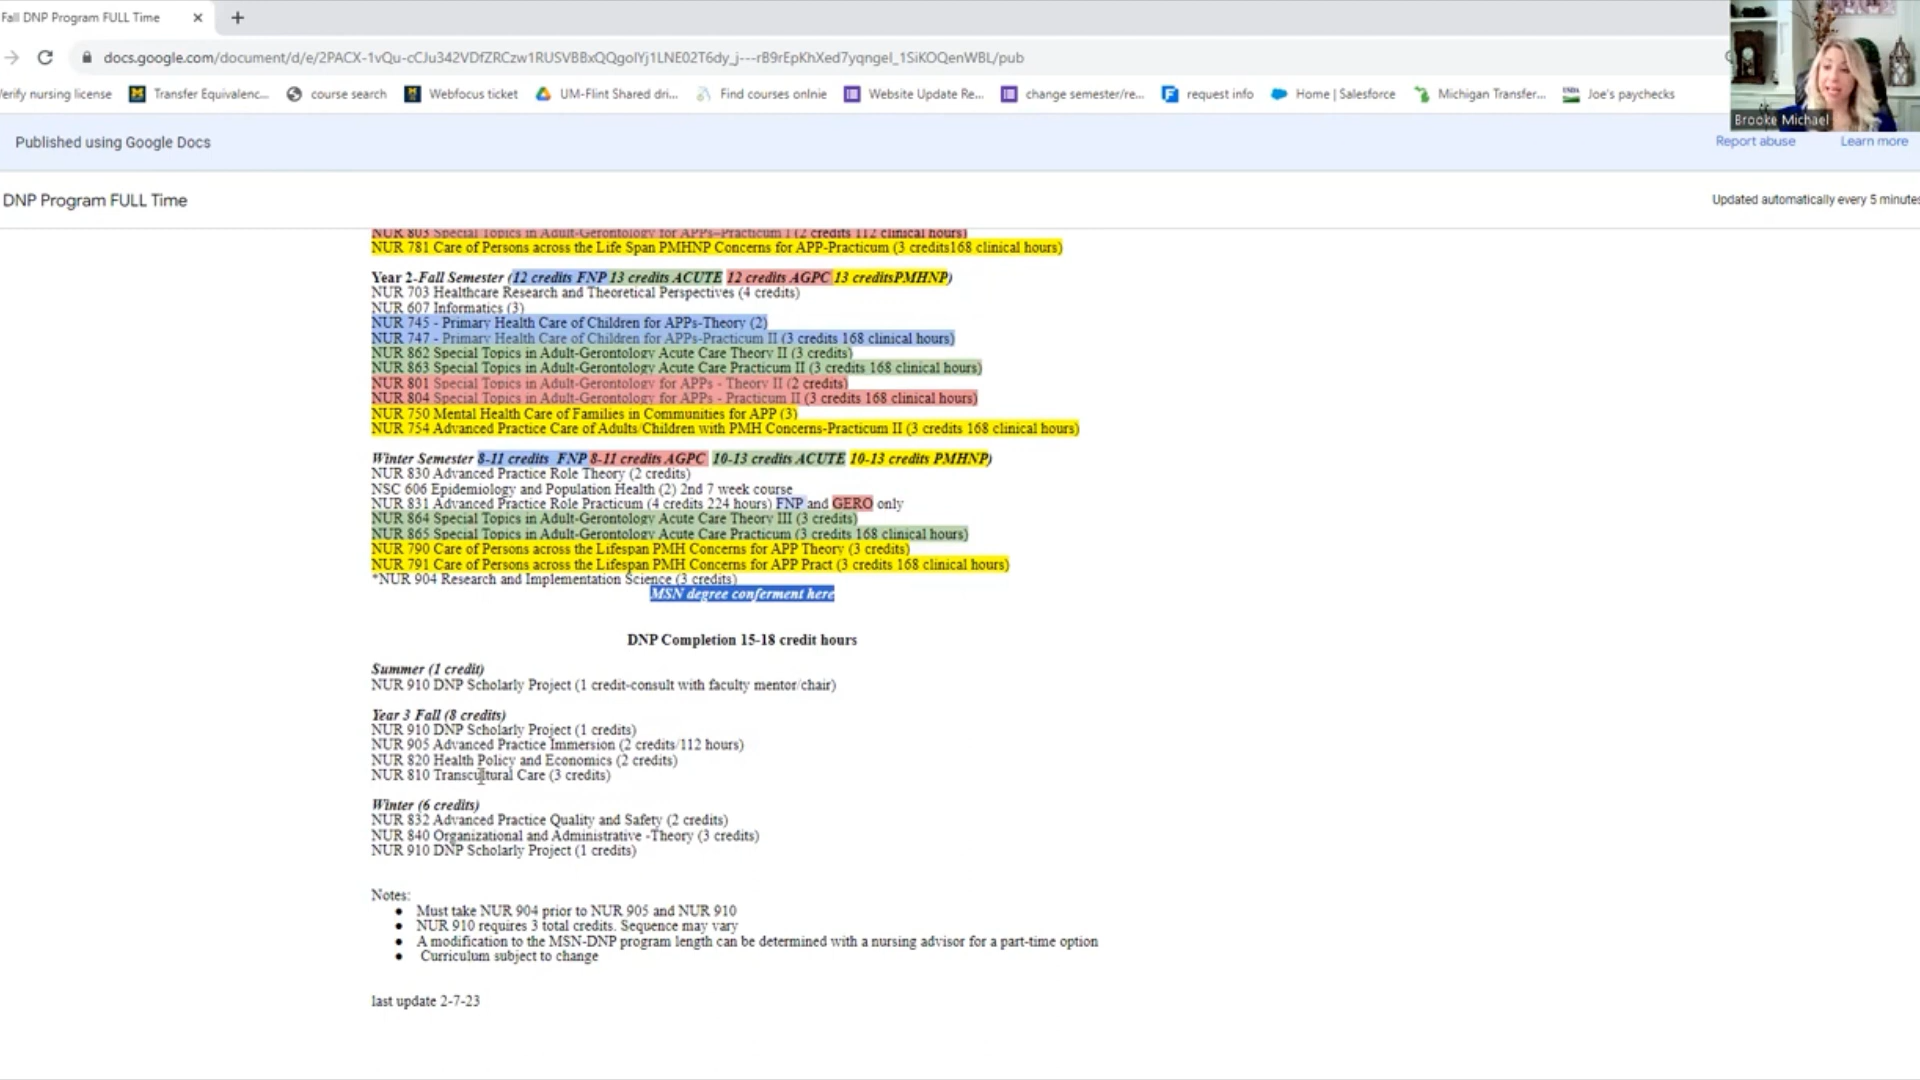 Fall DNP Program FULL Time
docs.google.com/document/d/e/2PACX-1vQu-cCJu342VDfZRCzw1RUSVBBxQQgolYj1LNE02T6dy_j---rB9rEpKhXed7yqngel_1SiKOQenWBL/pub
erify nursing license Transfer Equivalenc... course search Webfocus ticket UM-Flint Shared dri... Find courses onlnie Website Update Re... change semester/re... request info Home | Salesforce Michigan Transfer... Joe's paychecks
Brooke Michael
Published using Google Docs
Report abuse Learn more
DNP Program FULL Time
Updated automatically every 5 minutes
NUR 803 Special Topics in Adult-Gerontology for APPs–Practicum I (2 credits 112 clinical hours)
NUR 781 Care of Persons across the Life Span PMHNP Concerns for APP-Practicum (3 credits168 clinical hours)
Year 2-Fall Semester (12 credits FNP 13 credits ACUTE 12 credits AGPC 13 creditsPMHNP)
NUR 703 Healthcare Research and Theoretical Perspectives (4 credits)
NUR 607 Informatics (3)
NUR 745 - Primary Health Care of Children for APPs-Theory (2)
NUR 747 - Primary Health Care of Children for APPs-Practicum II (3 credits 168 clinical hours)
NUR 862 Special Topics in Adult-Gerontology Acute Care Theory II (3 credits)
NUR 863 Special Topics in Adult-Gerontology Acute Care Practicum II (3 credits 168 clinical hours)
NUR 801 Special Topics in Adult-Gerontology for APPs - Theory II (2 credits)
NUR 804 Special Topics in Adult-Gerontology for APPs - Practicum II (3 credits 168 clinical hours)
NUR 750 Mental Health Care of Families in Communities for APP (3)
NUR 754 Advanced Practice Care of Adults/Children with PMH Concerns-Practicum II (3 credits 168 clinical hours)
Winter Semester 8-11 credits FNP 8-11 credits AGPC 10-13 credits ACUTE 10-13 credits PMHNP)
NUR 830 Advanced Practice Role Theory (2 credits)
NSC 606 Epidemiology and Population Health (2) 2nd 7 week course
NUR 831 Advanced Practice Role Practicum (4 credits 224 hours) FNP and GERO only
NUR 864 Special Topics in Adult-Gerontology Acute Care Theory III (3 credits)
NUR 865 Special Topics in Adult-Gerontology Acute Care Practicum (3 credits 168 clinical hours)
NUR 790 Care of Persons across the Lifespan PMH Concerns for APP Theory (3 credits)
NUR 791 Care of Persons across the Lifespan PMH Concerns for APP Pract (3 credits 168 clinical hours)
*NUR 904 Research and Implementation Science (3 credits)
MSN degree conferment here
DNP Completion 15-18 credit hours
Summer (1 credit)
NUR 910 DNP Scholarly Project (1 credit-consult with faculty mentor/chair)
Year 3 Fall (8 credits)
NUR 910 DNP Scholarly Project (1 credits)
NUR 905 Advanced Practice Immersion (2 credits/112 hours)
NUR 820 Health Policy and Economics (2 credits)
NUR 810 Transcultural Care (3 credits)
Winter (6 credits)
NUR 832 Advanced Practice Quality and Safety (2 credits)
NUR 840 Organizational and Administrative -Theory (3 credits)
NUR 910 DNP Scholarly Project (1 credits)
Notes:
● Must take NUR 904 prior to NUR 905 and NUR 910
● NUR 910 requires 3 total credits. Sequence may vary
● A modification to the MSN-DNP program length can be determined with a nursing advisor for a part-time option
● Curriculum subject to change
last update 2-7-23